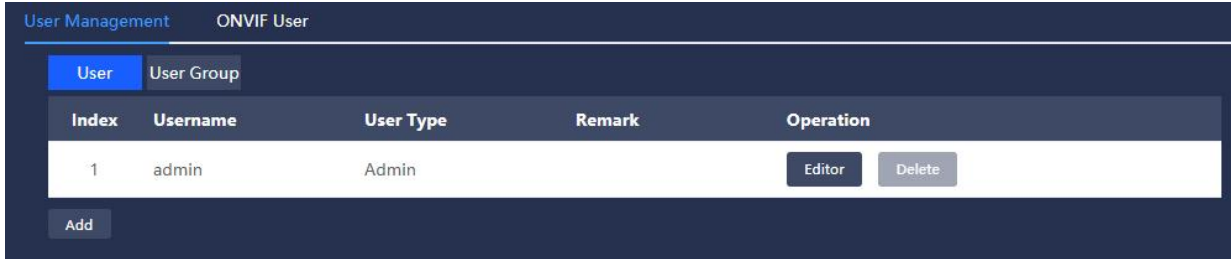 User Management ONVIF User
User User Group
Index Username User Type Remark Operation
1 admin Admin Editor Delete
Add